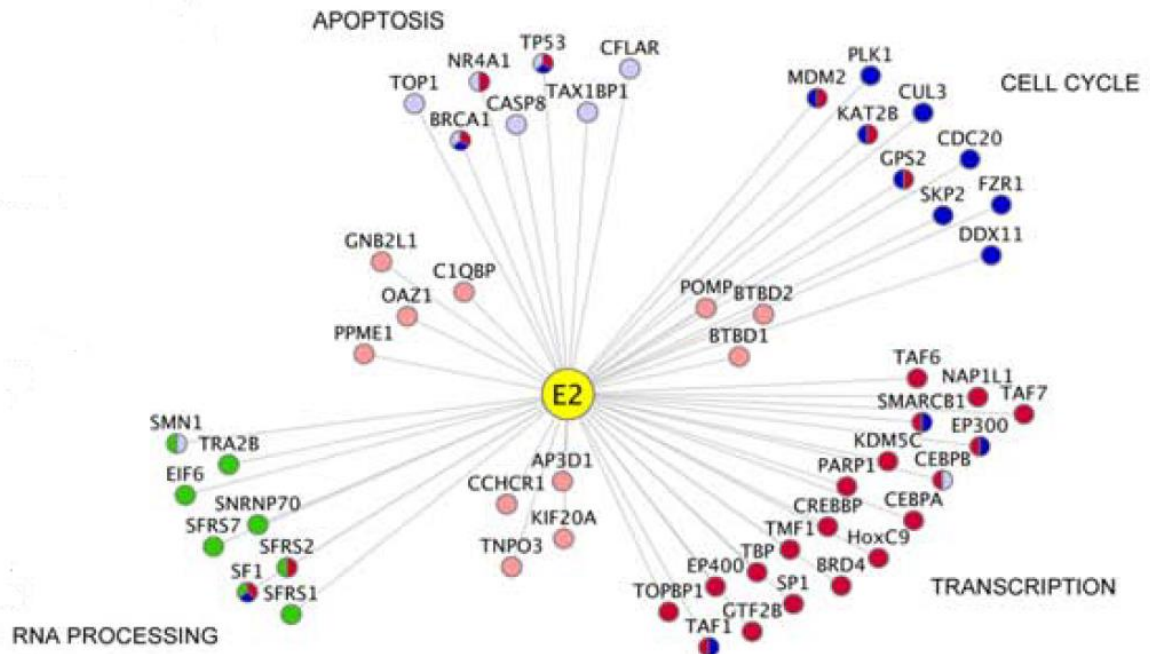 APOPTOSIS
TP53
CFLAR
NR4A1
TOP1
TAX1BP1
CASP8
BRCA1
PLK1
MDM2
CELL CYCLE
CUL3
KAT2B
CDC20
GPS2
FZR1
SKP2
DDX11
GNB2L1
C1QBP
OAZ1
PPME1
POMP
BTBD2
BTBD1
E2
TAF6
NAP1L1
TAF7
SMARCB1
EP300
KDM5C
CEBPB
PARP1
CEBPA
CREBBP
HoxC9
TMF1
TBP
BRD4
EP400
SP1
TOPBP1
GTF2B
TAF1
TRANSCRIPTION
AP3D1
CCHCR1
KIF20A
TNPO3
SMN1
TRA2B
EIF6
SNRNP70
SFRS7
SFRS2
SF1
SFRS1
RNA PROCESSING